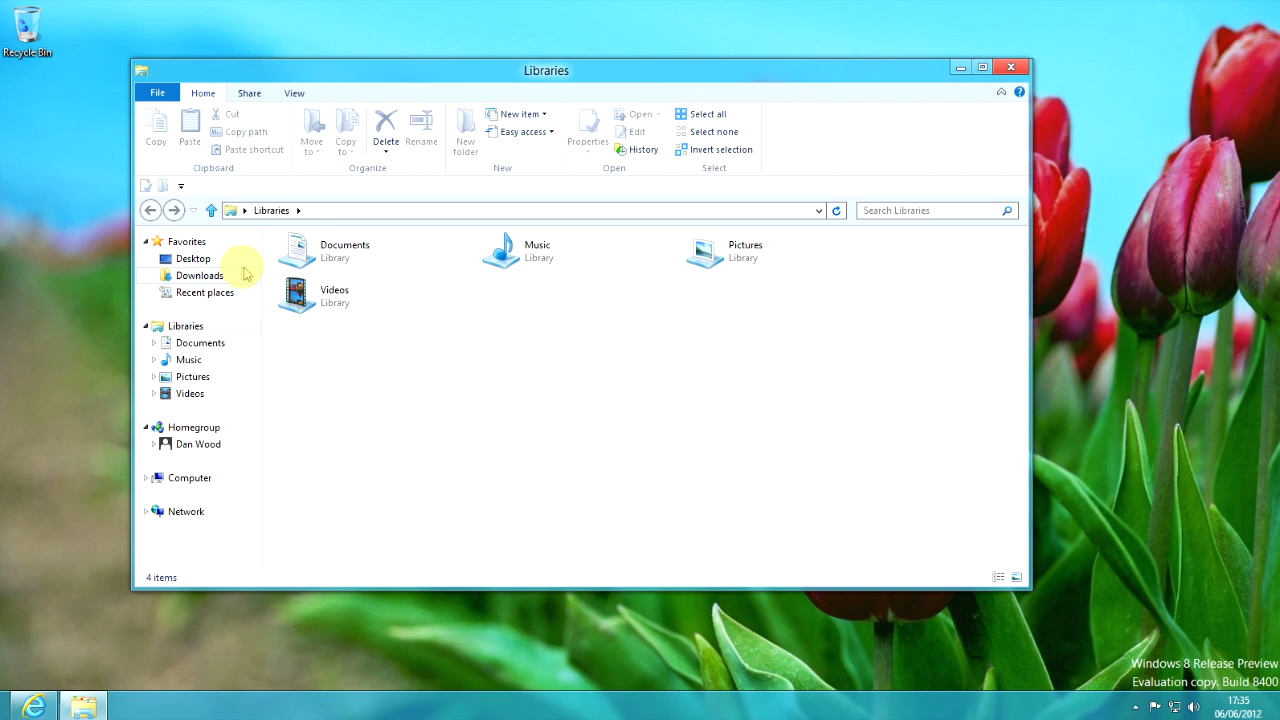 Recycle Bin
Libraries
File Home Share View
Copy
Paste
Cut
Copy path
Paste shortcut
Clipboard
Move to
Copy to
Delete
Rename
Organize
New folder
New item
Easy access
New
Properties
Open
Edit
History
Open
Select all
Select none
Invert selection
Select
Libraries
Search Libraries
Favorites
Desktop
Downloads
Recent places
Libraries
Documents
Music
Pictures
Videos
Homegroup
Dan Wood
Computer
Network
Documents
Library
Music
Library
Pictures
Library
Videos
Library
4 items
Windows 8 Release Preview
Evaluation copy. Build 8400
17:35
06/06/2012